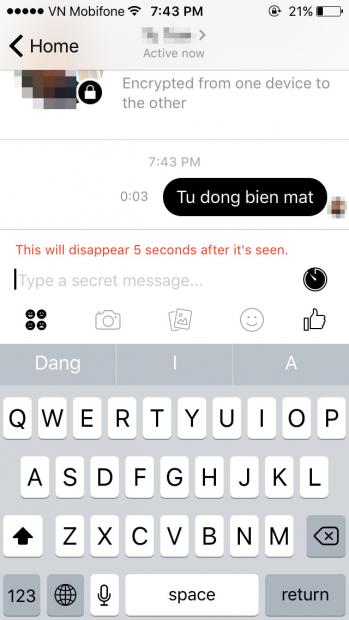 VN Mobifone 7:43 PM 21%
Home
Active now
Encrypted from one device to
the other
7:43 PM
0:03 Tu dong bien mat
This will disappear 5 seconds after it's seen.
Type a secret message...
Dang I A
Q W E R T Y U I O P
A S D F G H J K L
Z X C V B N M
123 space return